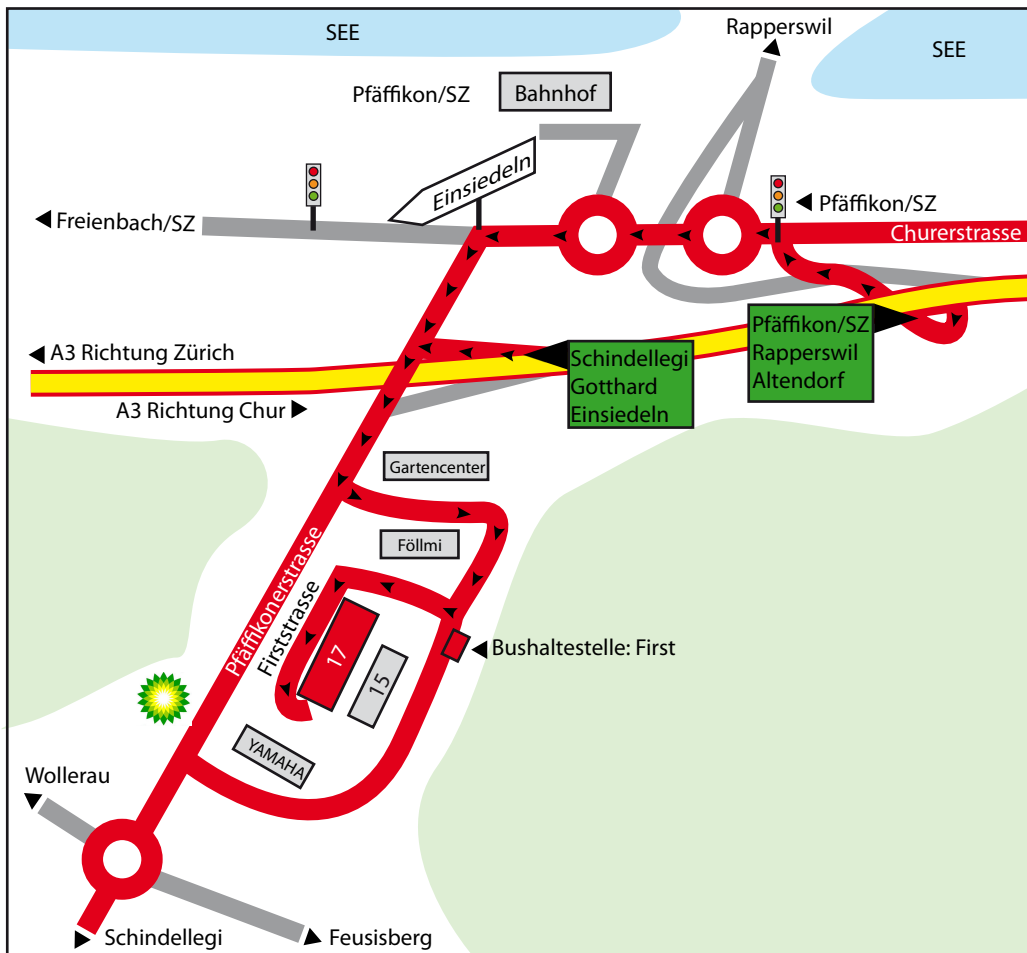 SEE
Rapperswil
SEE
Pfäffikon/SZ
Bahnhof
Einsiedeln
Freienbach/SZ
Pfäffikon/SZ
Churerstrasse
A3 Richtung Zürich
A3 Richtung Chur
Schindellegi
Gotthard
Einsiedeln
Pfäffikon/SZ
Rapperswil
Altendorf
Gartencenter
Föllmi
Pfäffikonerstrasse
Firststrasse
17
15
Bushaltestelle: First
YAMAHA
Wollerau
Schindellegi
Feusisberg